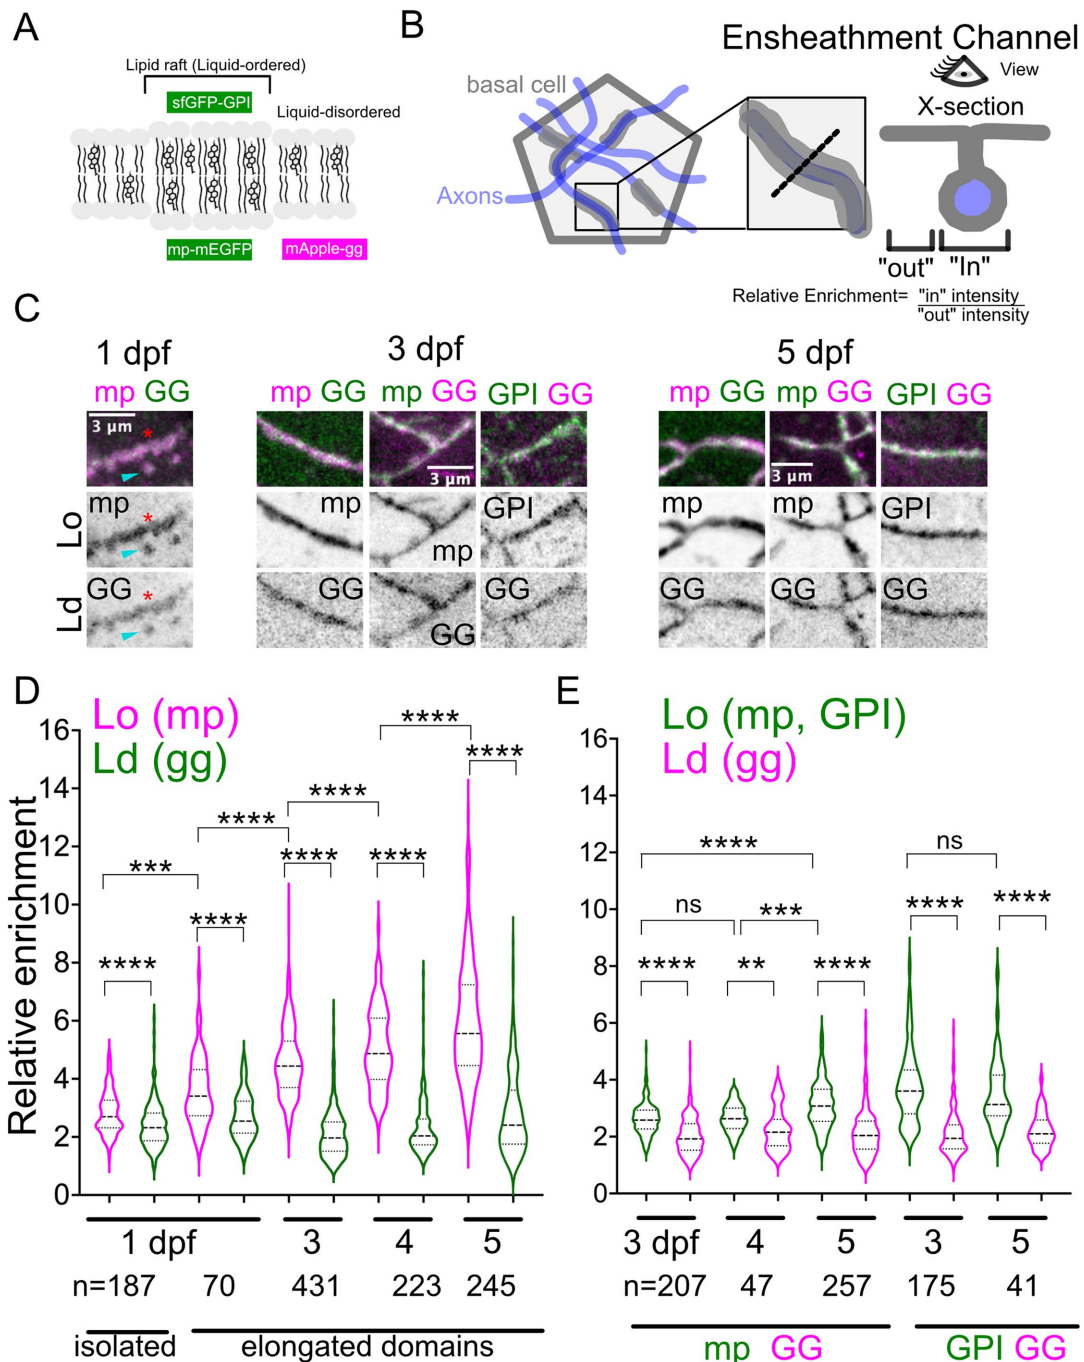 A
Lipid raft (Liquid-ordered)
sfGFP-GPI
Liquid-disordered
mp-mEGFP
mApple-gg
B
Ensheathment Channel
basal cell
View
X-section
Axons
"out" "In"
Relative Enrichment= "in" intensity
"out" intensity
C
1 dpf
3 dpf
5 dpf
mp GG
mp GG
mp GG
GPI GG
mp GG
mp GG
GPI GG
3 μm
*
3 μm
3 μm
Lo
mp
*
mp
mp
GPI
mp
mp
GPI
Ld
GG
*
GG
GG
GG
GG
GG
GG
D
Lo (mp)
Ld (gg)
Relative enrichment
16
14
12
10
8
6
4
2
0
****
****
****
****
****
****
***
****
****
1 dpf 3 4 5
n=187 70 431 223 245
isolated elongated domains
E
Lo (mp, GPI)
Ld (gg)
16
14
12
10
8
6
4
2
0
**** ns
ns *** **** ****
**** ** ****
3 dpf 4 5 3 5
n=207 47 257 175 41
mp GG GPI GG